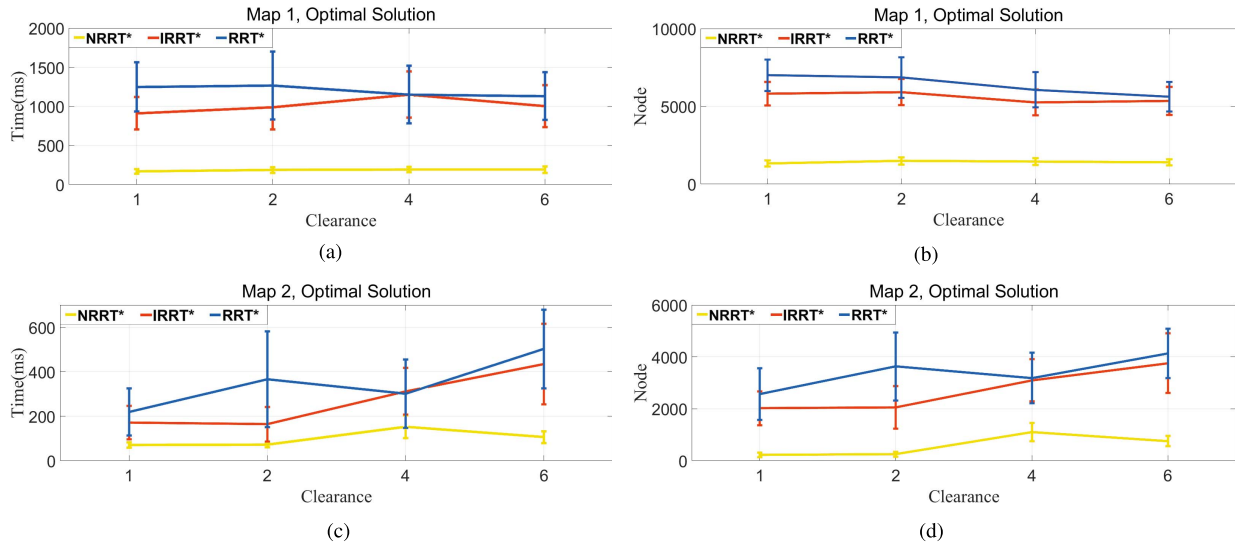 Map 1, Optimal Solution
NRRT* IRRT* RRT*
Time(ms)
2000
1500
1000
500
0
1 2 4 6
Clearance
(a)
Map 1, Optimal Solution
NRRT* IRRT* RRT*
Node
10000
5000
0
1 2 4 6
Clearance
(b)
Map 2, Optimal Solution
NRRT* IRRT* RRT*
Time(ms)
600
400
200
0
1 2 4 6
Clearance
(c)
Map 2, Optimal Solution
NRRT* IRRT* RRT*
Node
6000
4000
2000
0
1 2 4 6
Clearance
(d)